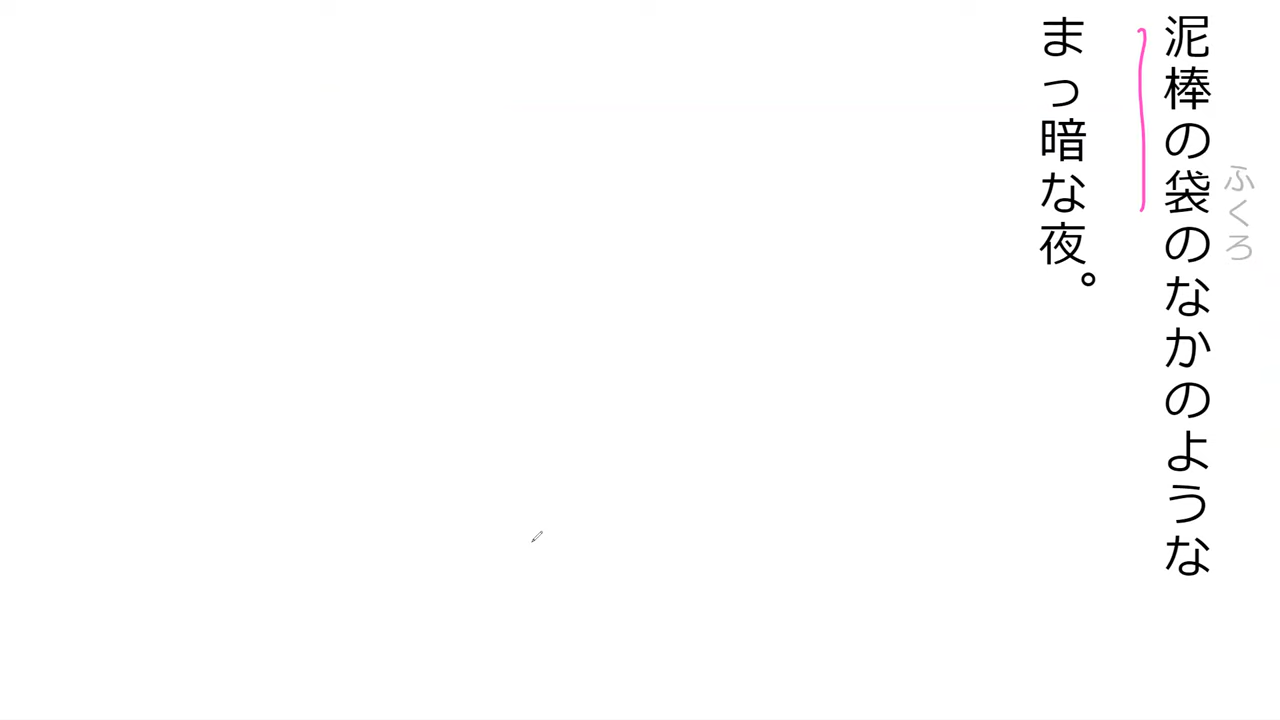 泥棒の袋のなかのような
ふくろ
まっ暗な夜。